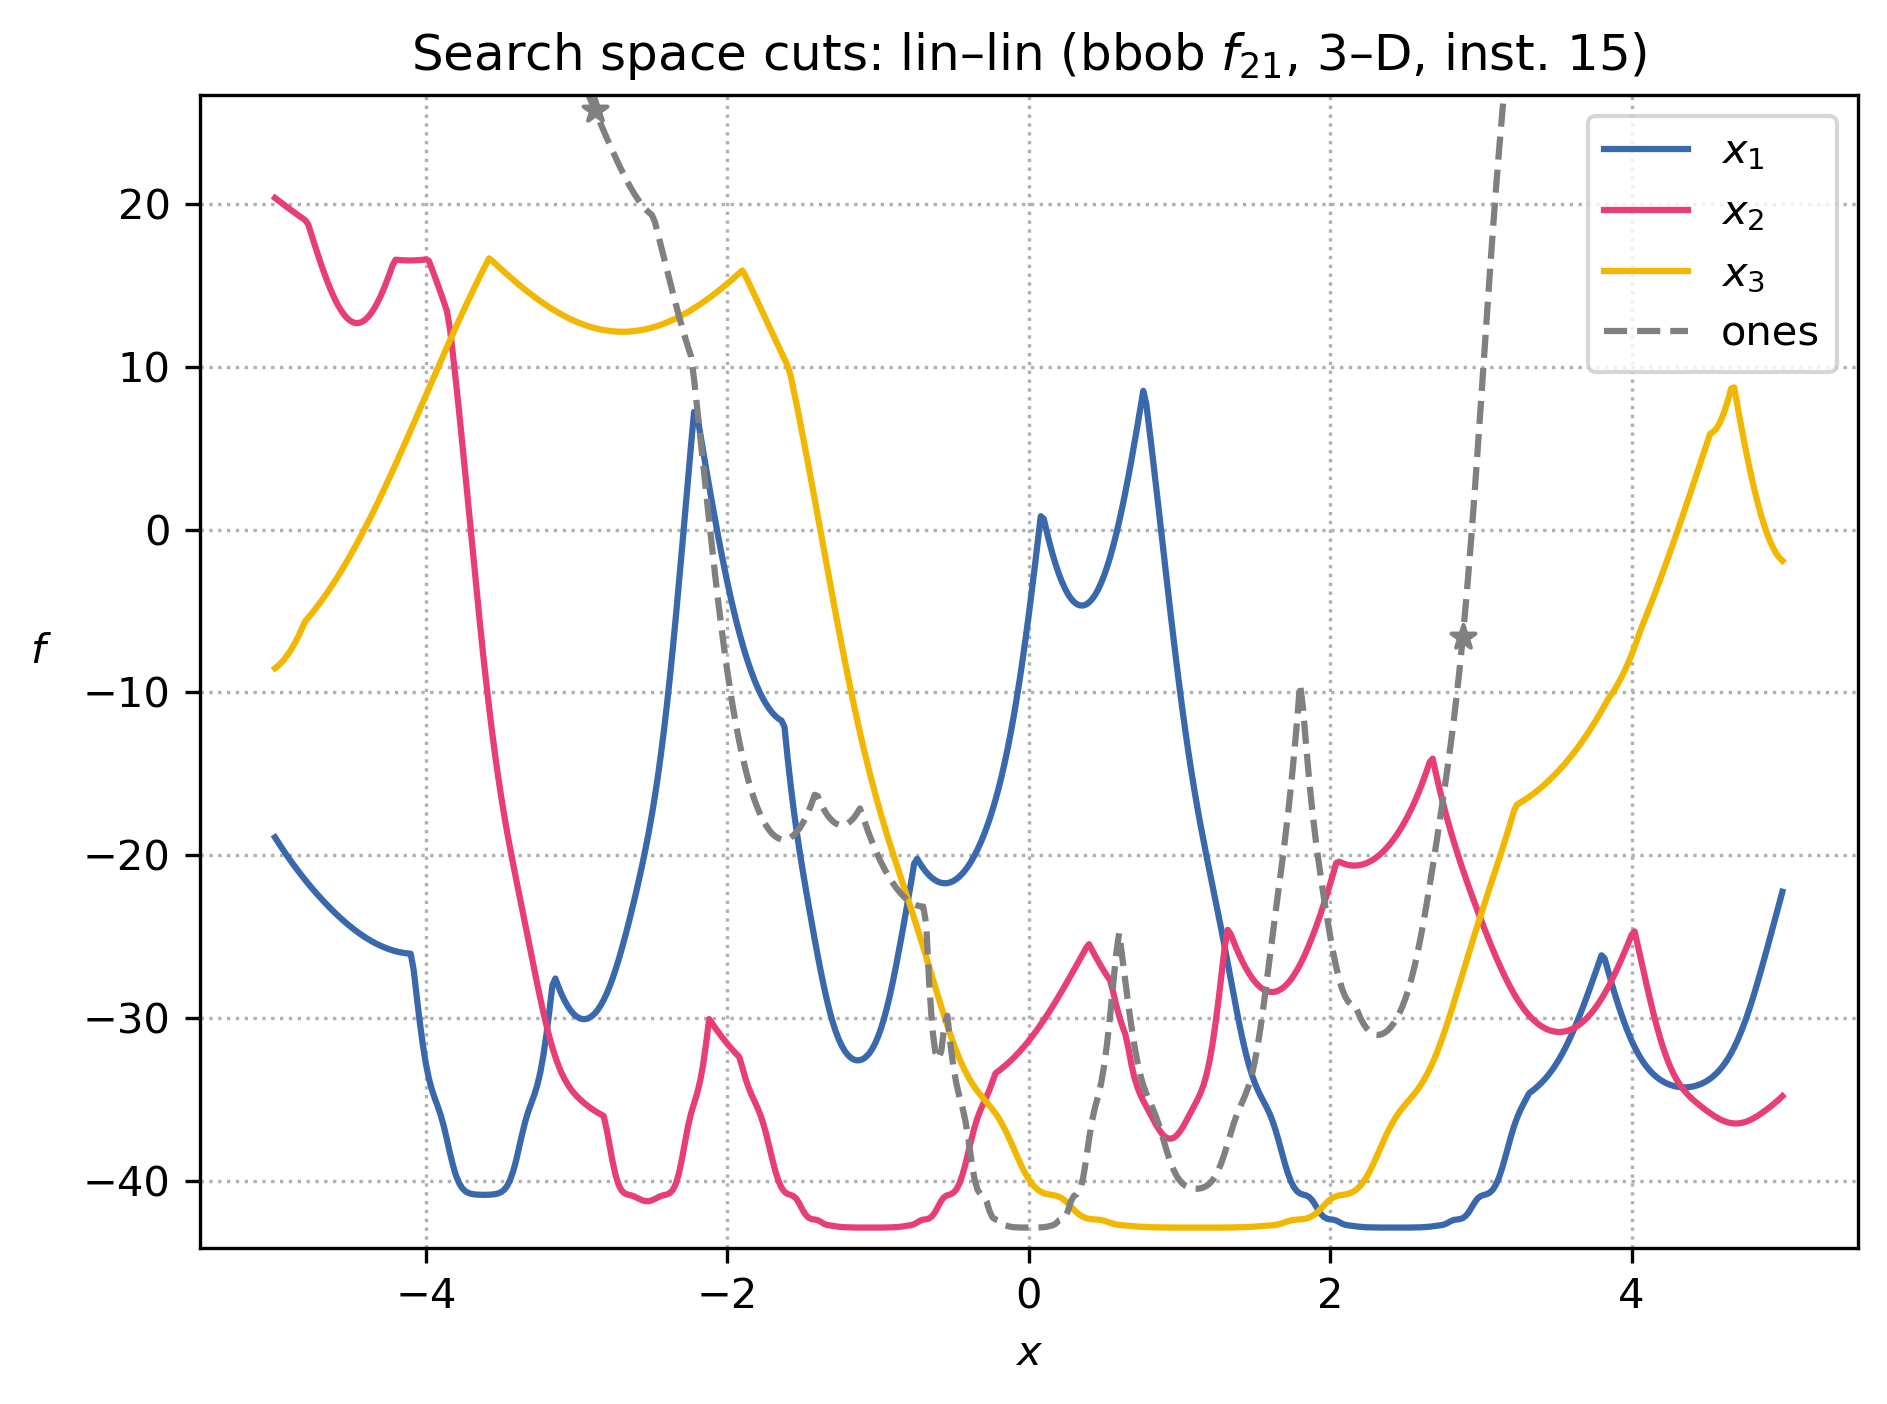 Search space cuts: lin–lin (bbob f₂₁, 3–D, inst. 15)
x₁
x₂
x₃
ones
20
10
0
−10
−20
−30
−40
f
−4
−2
0
2
4
x